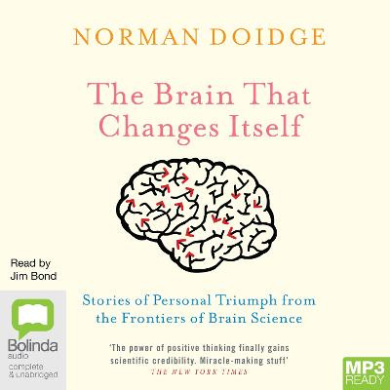 NORMAN DOIDGE
The Brain That
Changes Itself
Read by
Jim Bond
Stories of Personal Triumph from
the Frontiers of Brain Science
'The power of positive thinking finally gains
scientific credibility. Miracle-making stuff'
THE NEW YORK TIMES
Bolinda
audio
complete
& unabridged
MP3
READY